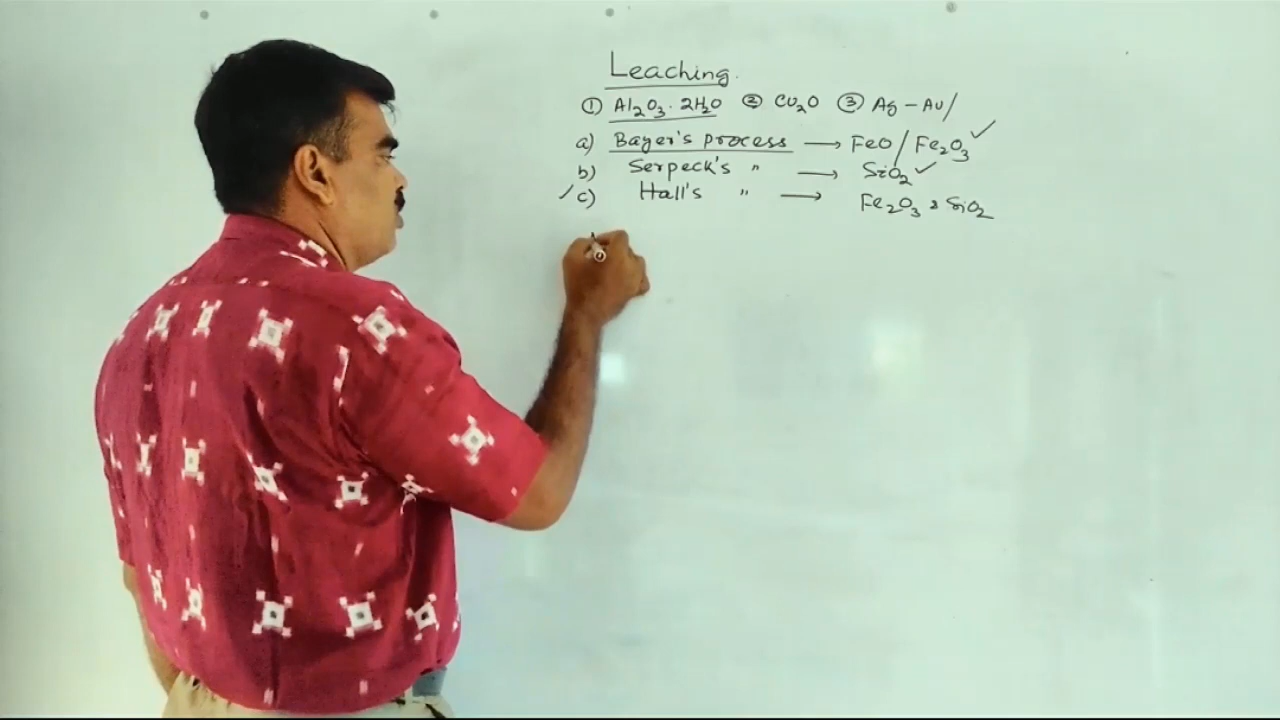 Leaching.
① Al₂O₃·2H₂O ② Cu₂O ③ Ag - Au/
a) Bayer's process → FeO / Fe₂O₃ ✓
b) Serpeck's " → SiO₂ ✓
✓ c) Hall's " → Fe₂O₃ & SiO₂